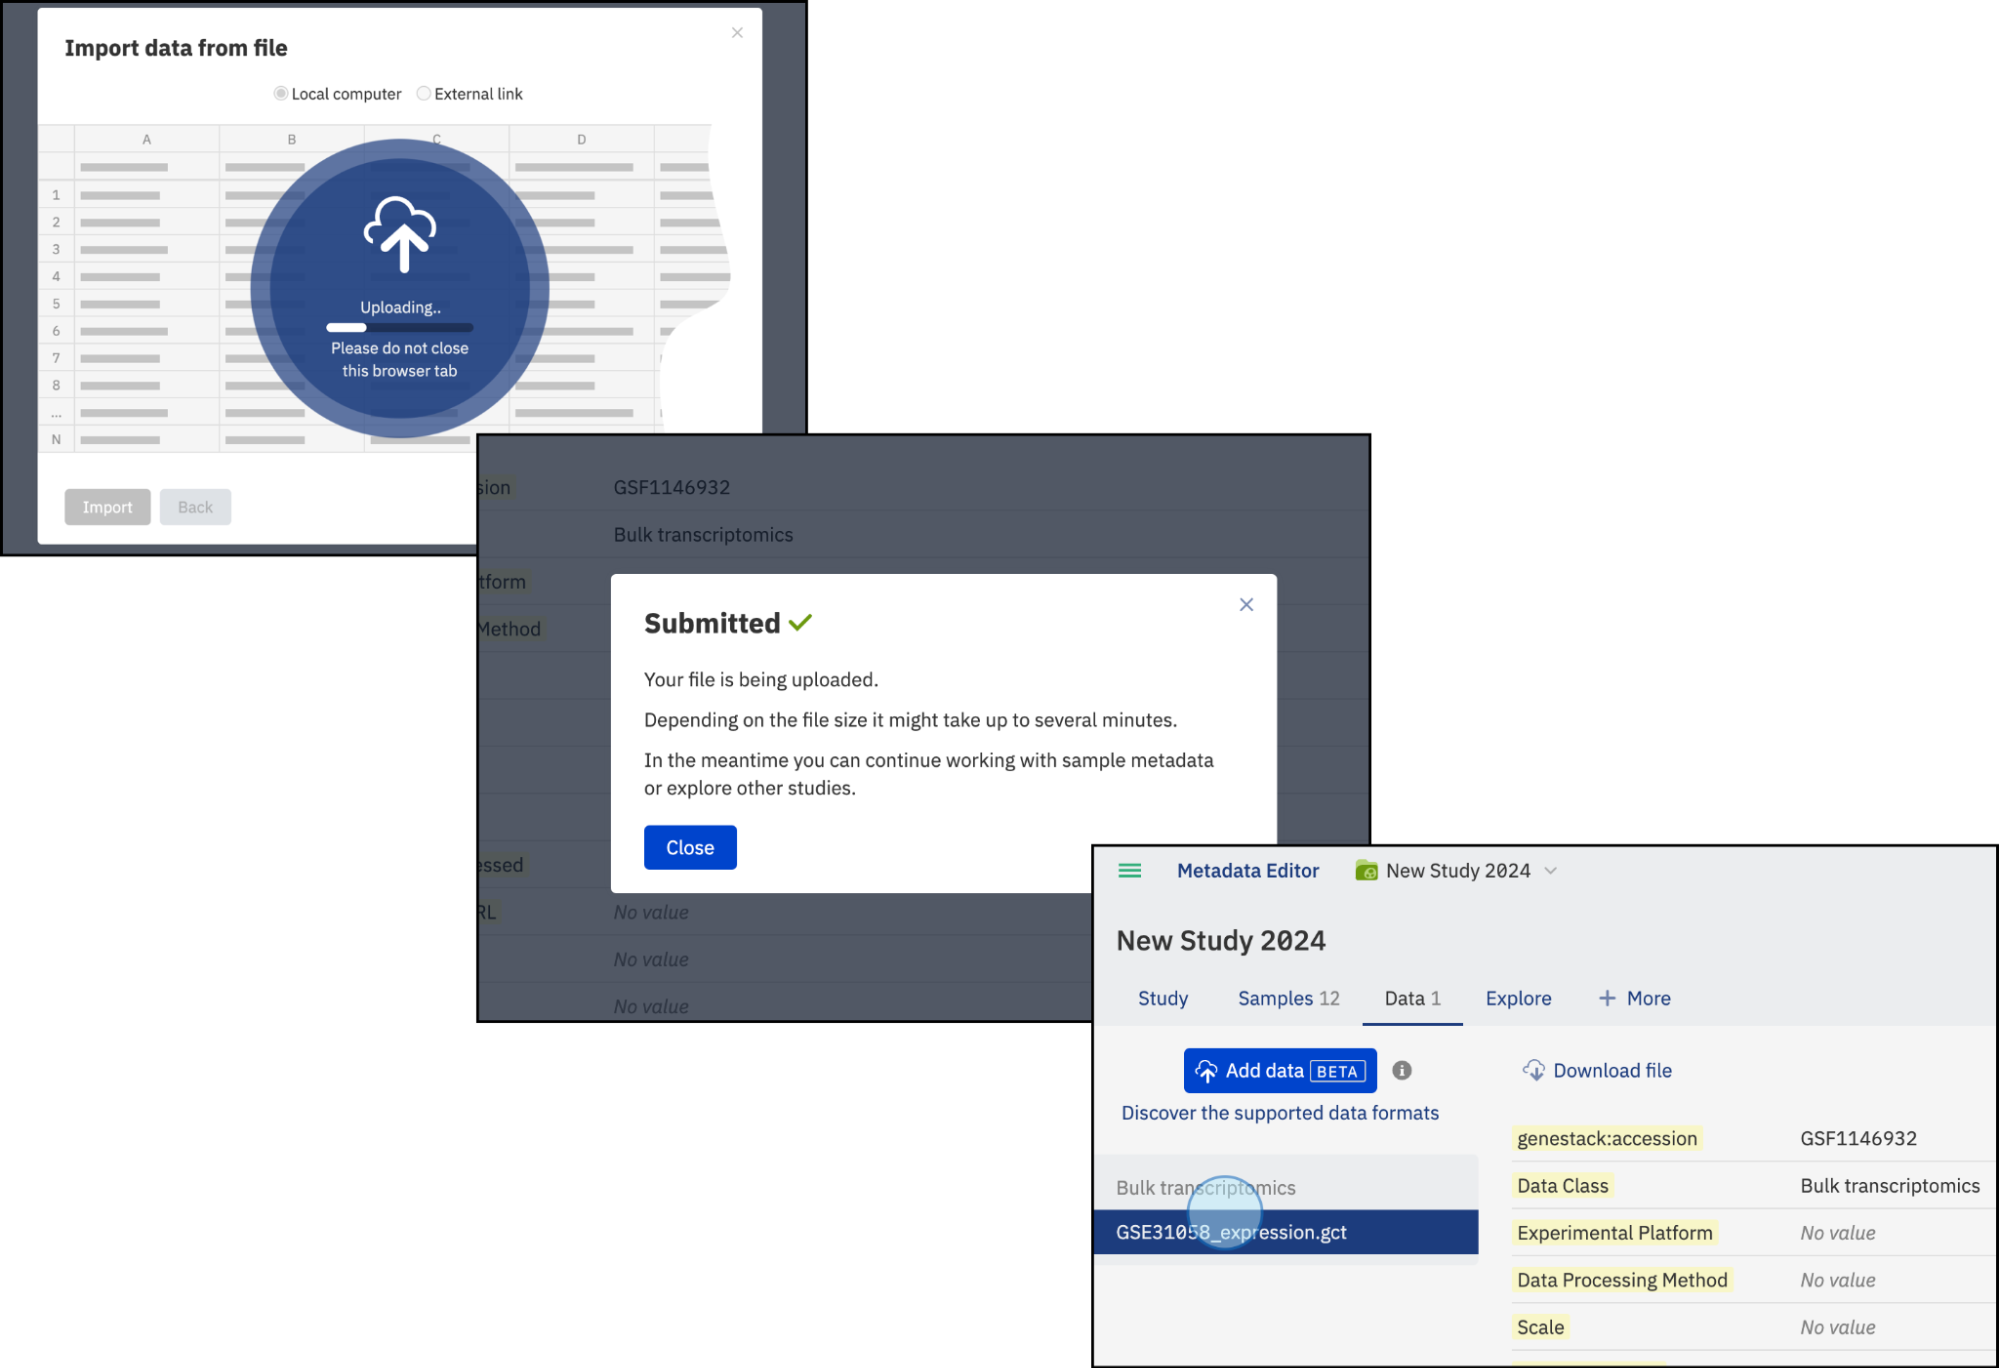 Import data from file
Local computer External link
A B C D
1
2
3
4
5
6
7
8
...
N
Uploading..
Please do not close
this browser tab
Import Back
sion GSF1146932
Bulk transcriptomics
tform
Method
Submitted
Your file is being uploaded.
Depending on the file size it might take up to several minutes.
In the meantime you can continue working with sample metadata
or explore other studies.
Close
essed
RL No value
No value
No value
Metadata Editor New Study 2024
New Study 2024
Study Samples 12 Data 1 Explore + More
Add data BETA Download file
Discover the supported data formats
genestack:accession GSF1146932
Bulk transcriptomics
Data Class Bulk transcriptomics
GSE31058_expression.gct
Experimental Platform No value
Data Processing Method No value
Scale No value